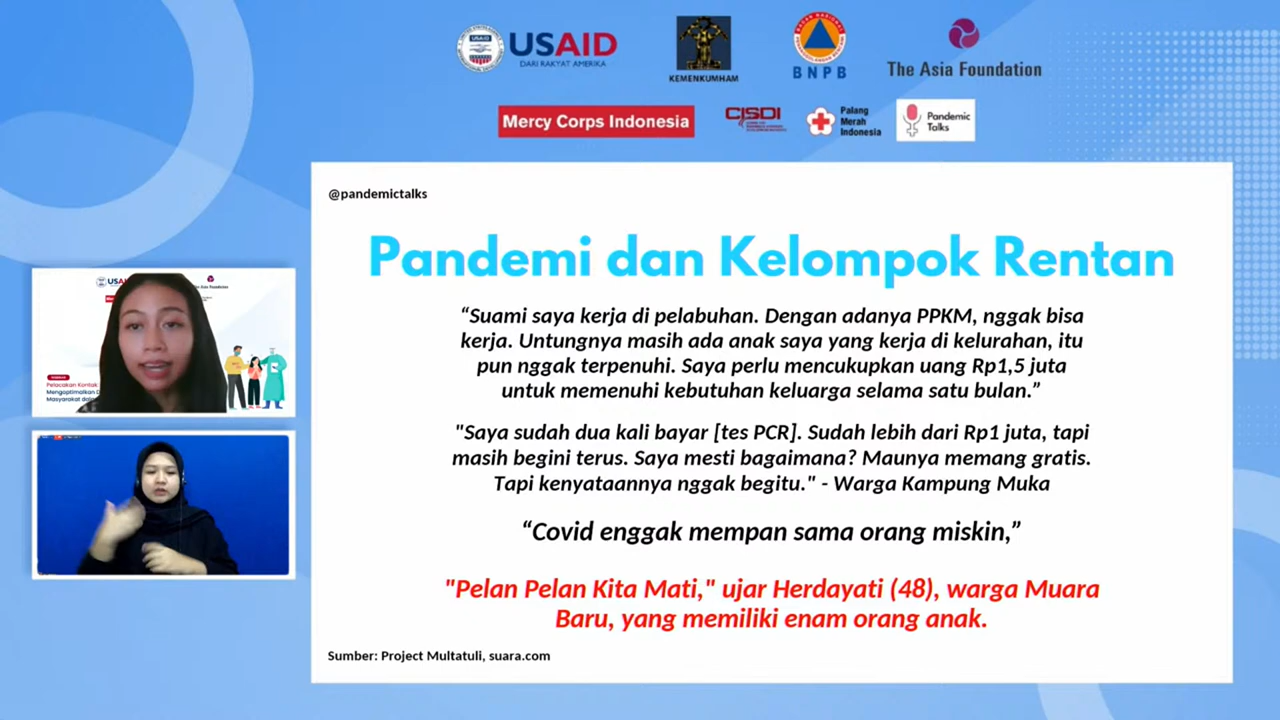 USAID
DARI RAKYAT AMERIKA
KEMENKUMHAM
BNPB
The Asia Foundation
Mercy Corps Indonesia
CISDI
Palang
Merah
Indonesia
Pandemic
Talks
@pandemictalks
Pandemi dan Kelompok Rentan
“Suami saya kerja di pelabuhan. Dengan adanya PPKM, nggak bisa
kerja. Untungnya masih ada anak saya yang kerja di kelurahan, itu
pun nggak terpenuhi. Saya perlu mencukupkan uang Rp1,5 juta
untuk memenuhi kebutuhan keluarga selama satu bulan.”
"Saya sudah dua kali bayar [tes PCR]. Sudah lebih dari Rp1 juta, tapi
masih begini terus. Saya mesti bagaimana? Maunya memang gratis.
Tapi kenyataannya nggak begitu." - Warga Kampung Muka
“Covid enggak mempan sama orang miskin,”
"Pelan Pelan Kita Mati," ujar Herdayati (48), warga Muara
Baru, yang memiliki enam orang anak.
Sumber: Project Multatuli, suara.com
Pelacakan Kontak
Mengoptimalkan
Masyarakat